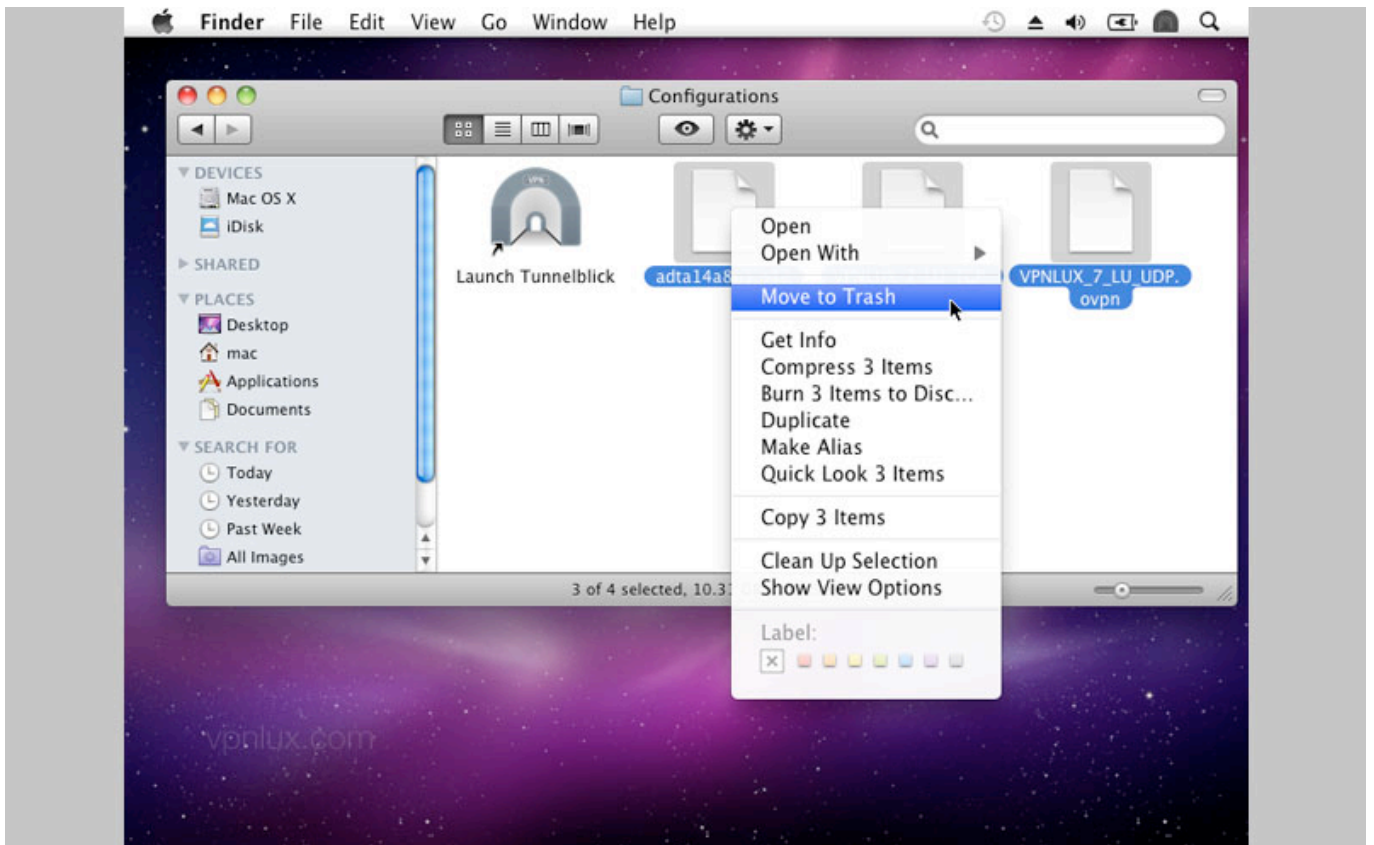 Finder File Edit View Go Window Help
Configurations
DEVICES
Mac OS X
iDisk
SHARED
PLACES
Desktop
mac
Applications
Documents
SEARCH FOR
Today
Yesterday
Past Week
All Images
VPN
Launch Tunnelblick
adta14a8
VPNLUX_7_LU_UDP.
ovpn
Open
Open With
Move to Trash
Get Info
Compress 3 Items
Burn 3 Items to Disc...
Duplicate
Make Alias
Quick Look 3 Items
Copy 3 Items
Clean Up Selection
Show View Options
Label:
3 of 4 selected, 10.3
vpnlux.com